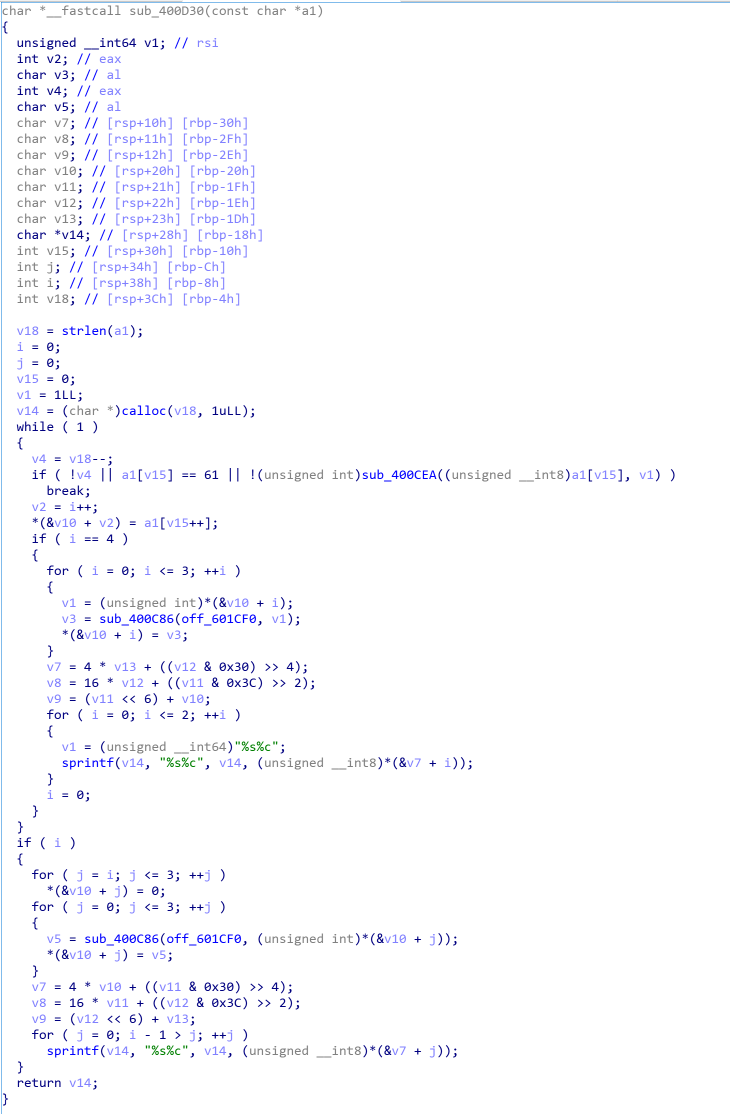 char *__fastcall sub_400D30(const char *a1)
{
  unsigned __int64 v1; // rsi
  int v2; // eax
  char v3; // al
  int v4; // eax
  char v5; // al
  char v7; // [rsp+10h] [rbp-30h]
  char v8; // [rsp+11h] [rbp-2Fh]
  char v9; // [rsp+12h] [rbp-2Eh]
  char v10; // [rsp+20h] [rbp-20h]
  char v11; // [rsp+21h] [rbp-1Fh]
  char v12; // [rsp+22h] [rbp-1Eh]
  char v13; // [rsp+23h] [rbp-1Dh]
  char *v14; // [rsp+28h] [rbp-18h]
  int v15; // [rsp+30h] [rbp-10h]
  int j; // [rsp+34h] [rbp-Ch]
  int i; // [rsp+38h] [rbp-8h]
  int v18; // [rsp+3Ch] [rbp-4h]

  v18 = strlen(a1);
  i = 0;
  j = 0;
  v15 = 0;
  v1 = 1LL;
  v14 = (char *)calloc(v18, 1uLL);
  while ( 1 )
  {
    v4 = v18--;
    if ( !v4 || a1[v15] == 61 || !(unsigned int)sub_400CEA((unsigned __int8)a1[v15], v1) )
      break;
    v2 = i++;
    *(&v10 + v2) = a1[v15++];
    if ( i == 4 )
    {
      for ( i = 0; i <= 3; ++i )
      {
        v1 = (unsigned int)*(&v10 + i);
        v3 = sub_400C86(off_601CF0, v1);
        *(&v10 + i) = v3;
      }
      v7 = 4 * v13 + ((v12 & 0x30) >> 4);
      v8 = 16 * v12 + ((v11 & 0x3C) >> 2);
      v9 = (v11 << 6) + v10;
      for ( i = 0; i <= 2; ++i )
      {
        v1 = (unsigned __int64)"%s%c";
        sprintf(v14, "%s%c", v14, (unsigned __int8)*(&v7 + i));
      }
      i = 0;
    }
  }
  if ( i )
  {
    for ( j = i; j <= 3; ++j )
      *(&v10 + j) = 0;
    for ( j = 0; j <= 3; ++j )
    {
      v5 = sub_400C86(off_601CF0, (unsigned int)*(&v10 + j));
      *(&v10 + j) = v5;
    }
    v7 = 4 * v10 + ((v11 & 0x30) >> 4);
    v8 = 16 * v11 + ((v12 & 0x3C) >> 2);
    v9 = (v12 << 6) + v13;
    for ( j = 0; i - 1 > j; ++j )
      sprintf(v14, "%s%c", v14, (unsigned __int8)*(&v7 + j));
  }
  return v14;
}